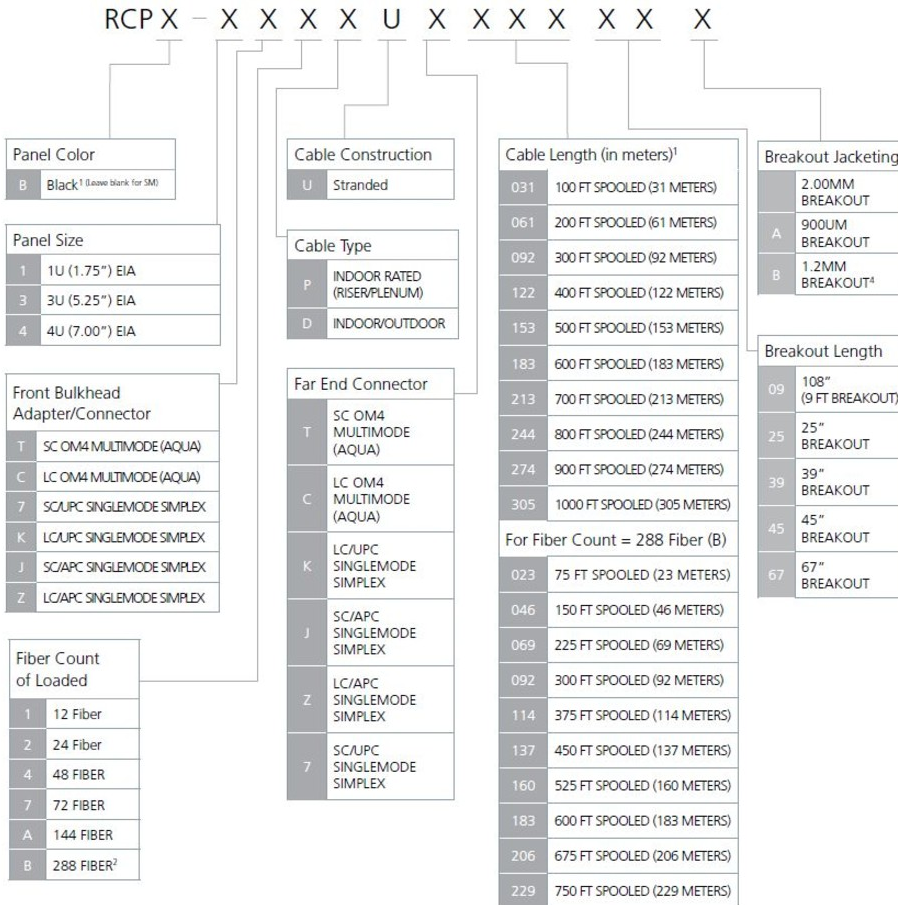 RCP X – X X X X U X X X X X X X
Panel Color
B Black1 (Leave blank for SM)
Panel Size
1 1U (1.75”) EIA
3 3U (5.25”) EIA
4 4U (7.00”) EIA
Front Bulkhead
Adapter/Connector
T SC OM4 MULTIMODE (AQUA)
C LC OM4 MULTIMODE (AQUA)
7 SC/UPC SINGLEMODE SIMPLEX
K LC/UPC SINGLEMODE SIMPLEX
J SC/APC SINGLEMODE SIMPLEX
Z LC/APC SINGLEMODE SIMPLEX
Fiber Count
of Loaded
1 12 Fiber
2 24 Fiber
4 48 FIBER
7 72 FIBER
A 144 FIBER
B 288 FIBER2
Cable Construction
U Stranded
Cable Type
P INDOOR RATED
(RISER/PLENUM)
D INDOOR/OUTDOOR
Far End Connector
T SC OM4
MULTIMODE
(AQUA)
C LC OM4
MULTIMODE
(AQUA)
K LC/UPC
SINGLEMODE
SIMPLEX
J SC/APC
SINGLEMODE
SIMPLEX
Z LC/APC
SINGLEMODE
SIMPLEX
7 SC/UPC
SINGLEMODE
SIMPLEX
Cable Length (in meters)1
031 100 FT SPOOLED (31 METERS)
061 200 FT SPOOLED (61 METERS)
092 300 FT SPOOLED (92 METERS)
122 400 FT SPOOLED (122 METERS)
153 500 FT SPOOLED (153 METERS)
183 600 FT SPOOLED (183 METERS)
213 700 FT SPOOLED (213 METERS)
244 800 FT SPOOLED (244 METERS)
274 900 FT SPOOLED (274 METERS)
305 1000 FT SPOOLED (305 METERS)
For Fiber Count = 288 Fiber (B)
023 75 FT SPOOLED (23 METERS)
046 150 FT SPOOLED (46 METERS)
069 225 FT SPOOLED (69 METERS)
092 300 FT SPOOLED (92 METERS)
114 375 FT SPOOLED (114 METERS)
137 450 FT SPOOLED (137 METERS)
160 525 FT SPOOLED (160 METERS)
183 600 FT SPOOLED (183 METERS)
206 675 FT SPOOLED (206 METERS)
229 750 FT SPOOLED (229 METERS)
Breakout Jacketing
2.00MM
BREAKOUT
A 900UM
BREAKOUT
B 1.2MM
BREAKOUT4
Breakout Length
09 108”
(9 FT BREAKOUT)
25 25”
BREAKOUT
39 39”
BREAKOUT
45 45”
BREAKOUT
67 67”
BREAKOUT